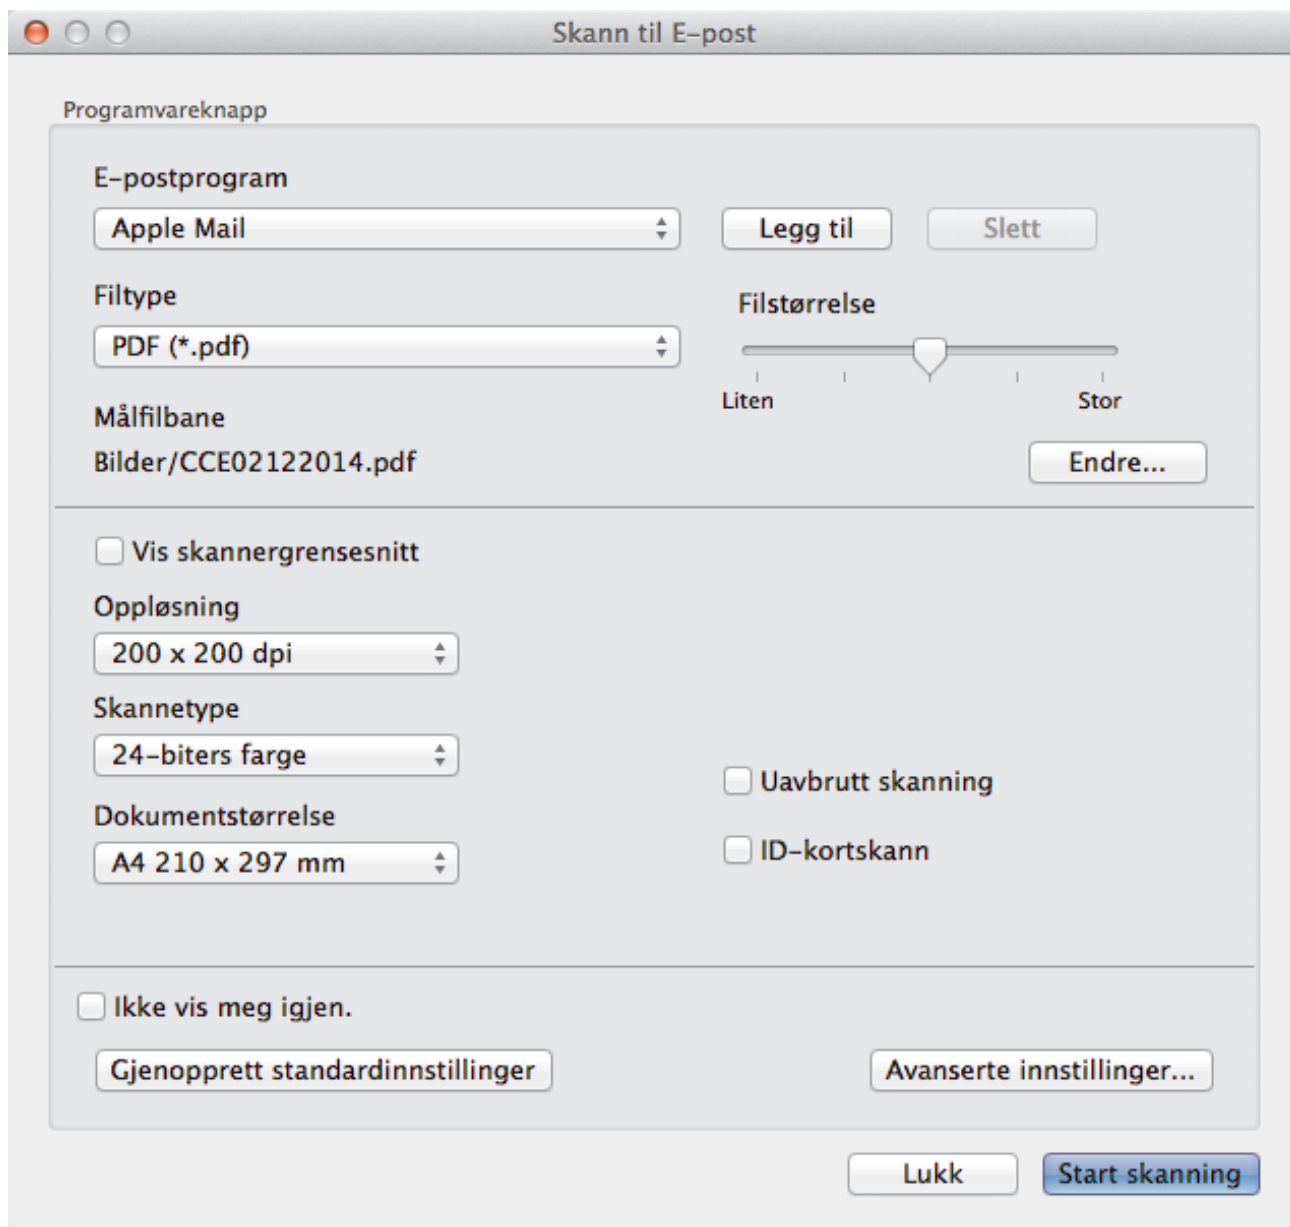 Skann til E-post
Programvareknapp
E-postprogram
Apple Mail
Legg til
Slett
Filtype
Filstørrelse
PDF (*.pdf)
Liten
Stor
Målfilbane
Bilder/CCE02122014.pdf
Endre...
Vis skannergrensesnitt
Oppløsning
200 x 200 dpi
Skannetype
24-biters farge
Uavbrutt skanning
Dokumentstørrelse
A4 210 x 297 mm
ID-kortskann
Ikke vis meg igjen.
Gjenopprett standardinnstillinger
Avanserte innstillinger...
Lukk
Start skanning